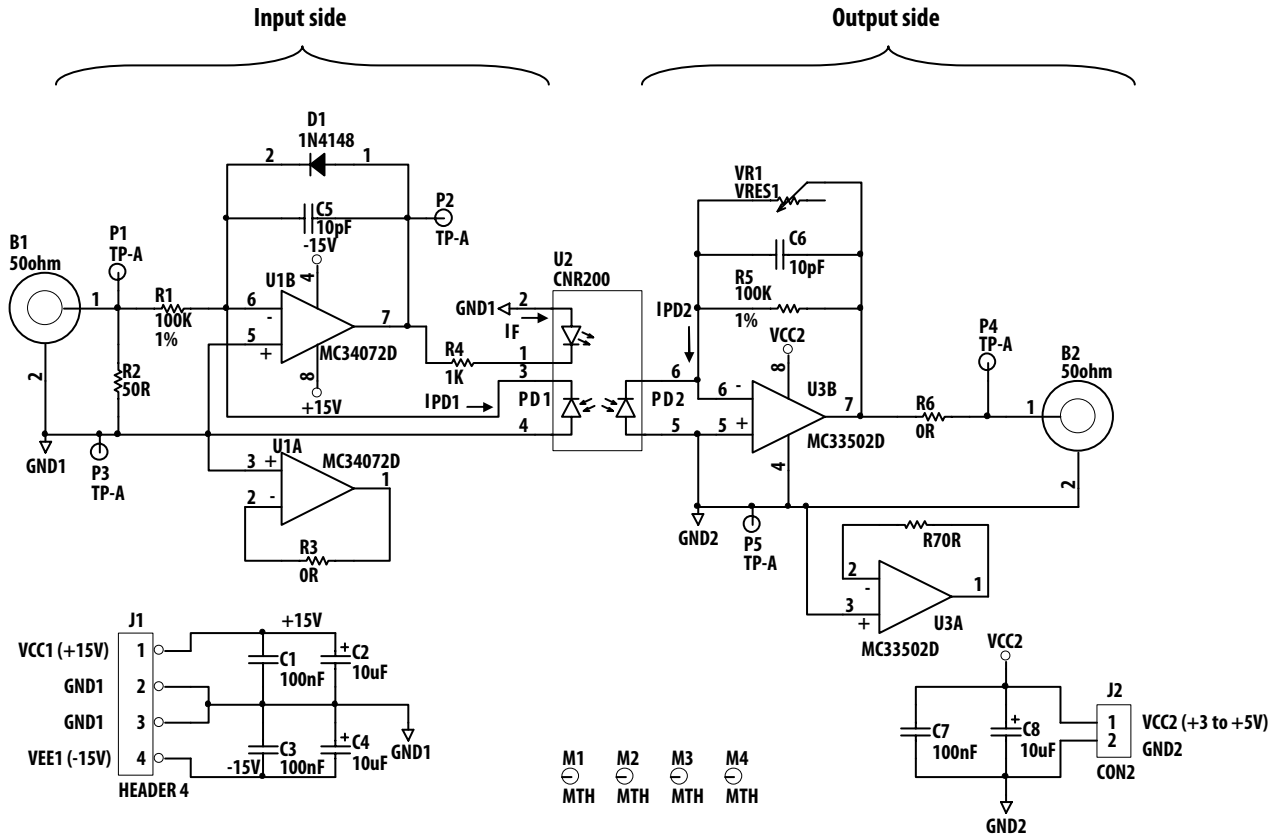 Input side
Output side
D1
1N4148
2
1
C5
10pF
-15V
P2
TP-A
B1
50ohm
P1
TP-A
1
R1
100K
1%
6
-
5
+
U1B
4
7
MC34072D
8
+15V
R2
50R
2
GND1
P3
TP-A
U1A
MC34072D
3
+
2
-
1
R3
0R
R4
1K
U2
CNR200
GND1
2
IF
1
3
IPD1
PD1
4
PD2
6
5
VR1
VRES1
C6
10pF
R5
100K
1%
IPD2
VCC2
8
6
-
5
+
U3B
7
MC33502D
4
R6
0R
P4
TP-A
B2
50ohm
1
2
GND2
P5
TP-A
R70R
2
-
3
+
1
U3A
MC33502D
J1
VCC1 (+15V)
1
GND1
2
GND1
3
VEE1 (-15V)
4
HEADER 4
+15V
C1
100nF
+
C2
10uF
C3
100nF
-15V
+
C4
10uF
GND1
M1
MTH
M2
MTH
M3
MTH
M4
MTH
VCC2
C7
100nF
+
C8
10uF
GND2
J2
1
VCC2 (+3 to +5V)
2
GND2
CON2